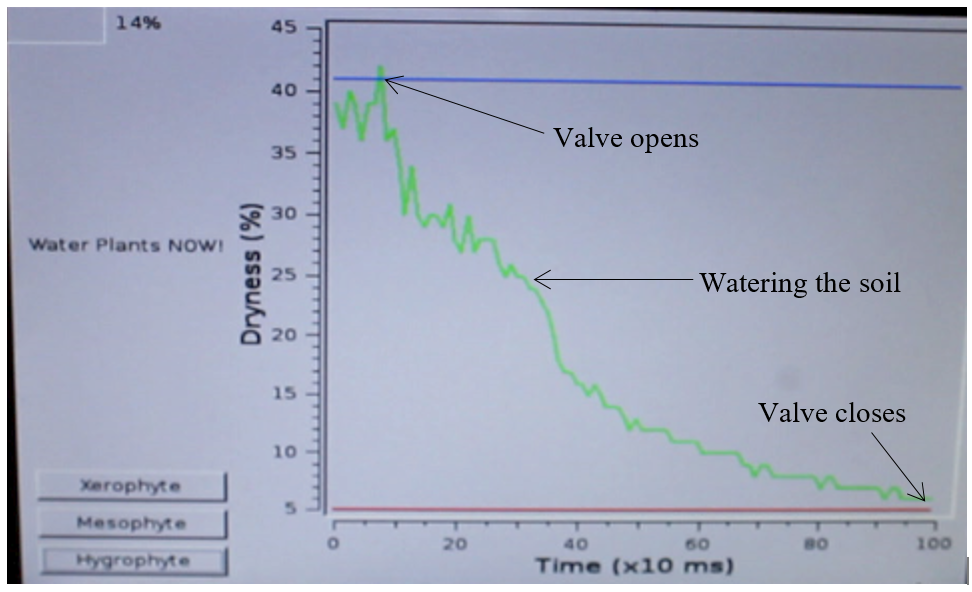 14%
Water Plants NOW!
Xerophyte
Mesophyte
Hygrophyte
Dryness (%)
45
40
35
30
25
20
15
10
5
Valve opens
Watering the soil
Valve closes
0 20 40 60 80 100
Time (x10 ms)